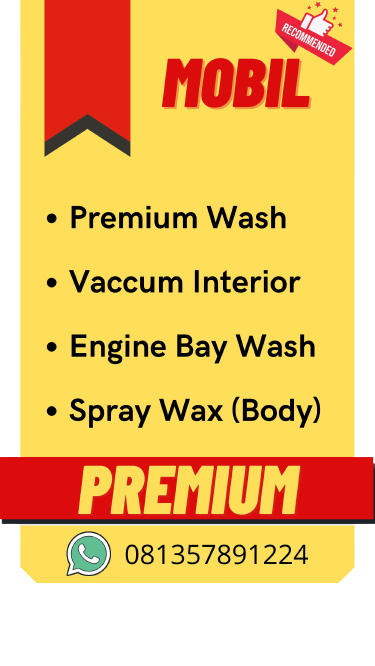 RECOMMENDED
MOBIL
• Premium Wash
• Vaccum Interior
• Engine Bay Wash
• Spray Wax (Body)
PREMIUM
081357891224